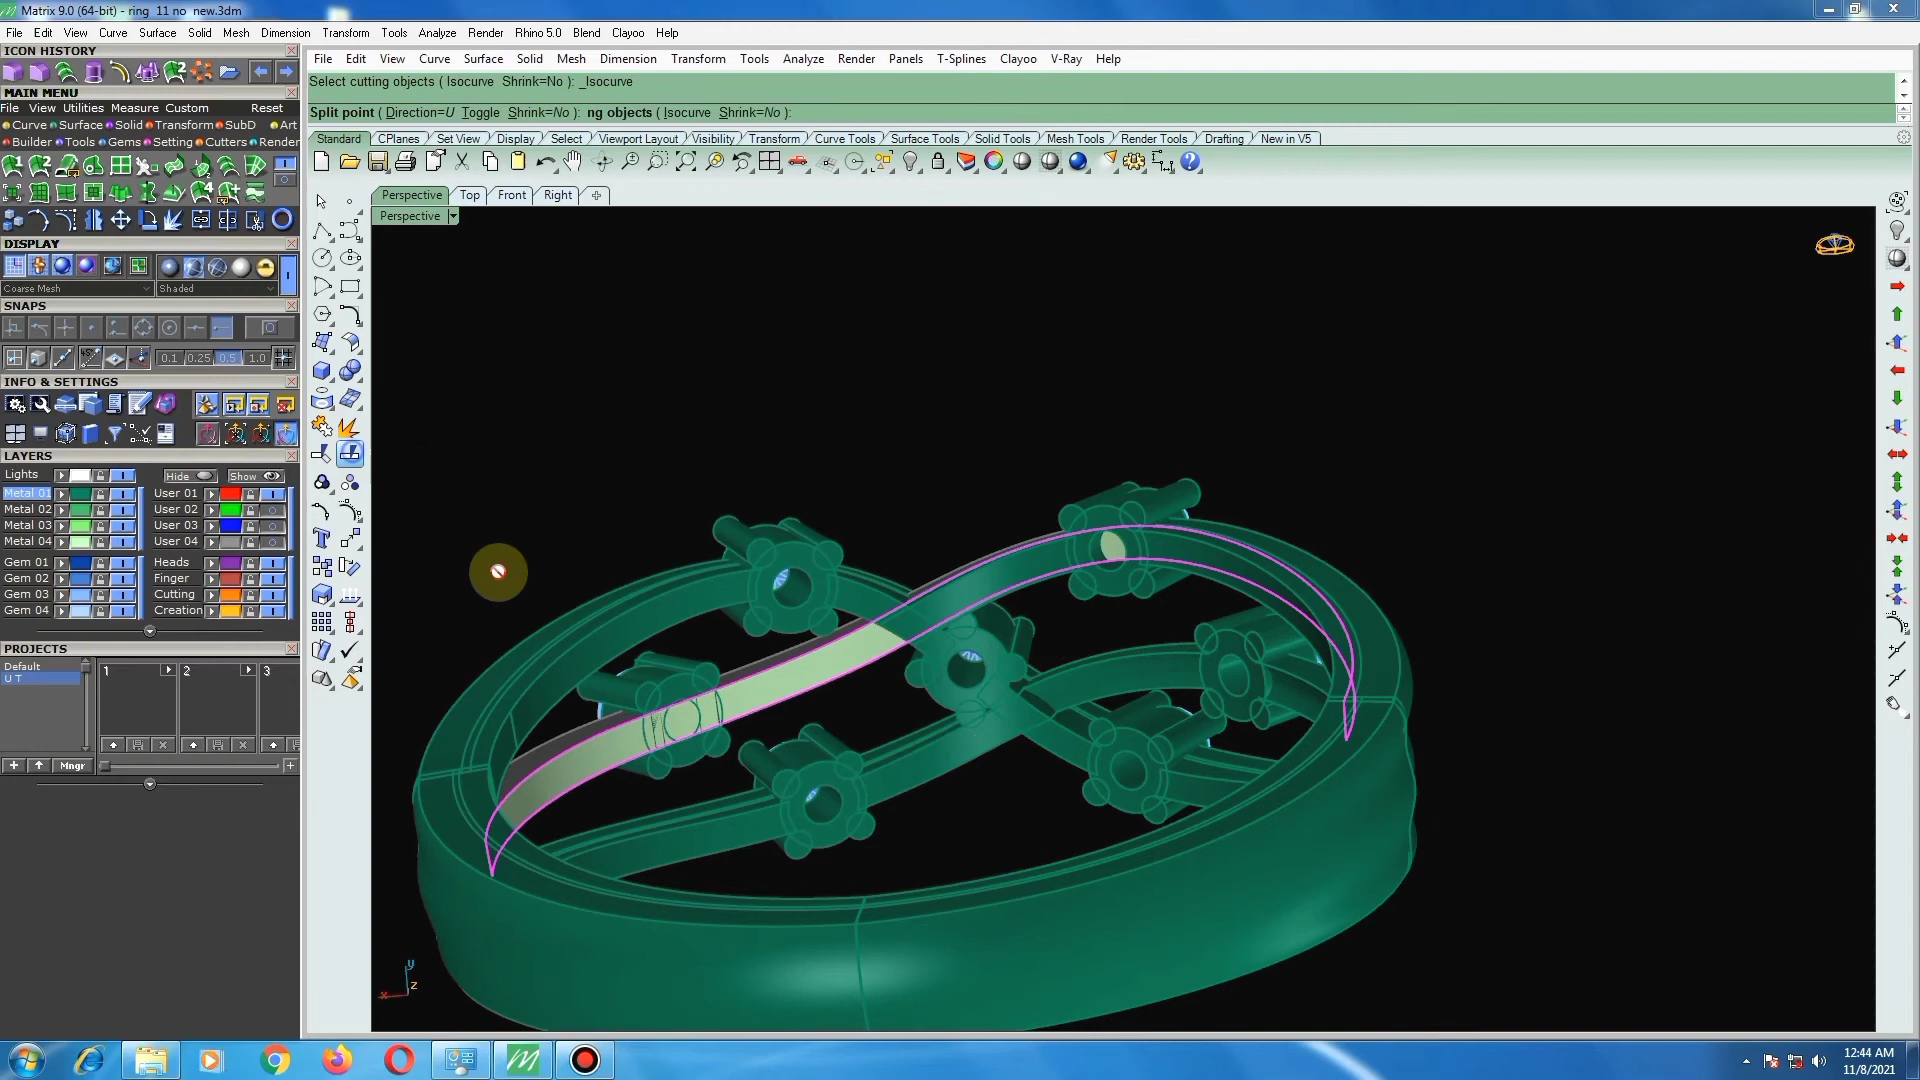 Matrix 9.0 (64-bit) - ring 11 no new.3dm
File Edit View Curve Surface Solid Mesh Dimension Transform Tools Analyze Render Rhino 5.0 Blend Clayoo Help
ICON HISTORY
MAIN MENU
File View Utilities Measure Custom Reset
Curve Surface Solid Transform SubD Art
Builder Tools Gems Setting Cutters Render
DISPLAY
Coarse Mesh Shaded
SNAPS
0.1 0.25 0.5 1.0
INFO & SETTINGS
LAYERS
Lights Hide Show
Metal 01 User 01
Metal 02 User 02
Metal 03 User 03
Metal 04 User 04
Gem 01 Heads
Gem 02 Finger
Gem 03 Cutting
Gem 04 Creation
PROJECTS
Default
U T
1 2 3
Mngr
File Edit View Curve Surface Solid Mesh Dimension Transform Tools Analyze Render Panels T-Splines Clayoo V-Ray Help
Select cutting objects ( Isocurve Shrink=No ): _Isocurve
Split point ( Direction=U Toggle Shrink=No ): ng objects ( Isocurve Shrink=No ):
Standard CPlanes Set View Display Select Viewport Layout Visibility Transform Curve Tools Surface Tools Solid Tools Mesh Tools Render Tools Drafting New in V5
Perspective Top Front Right
Perspective
y
x z
12:44 AM
11/8/2021